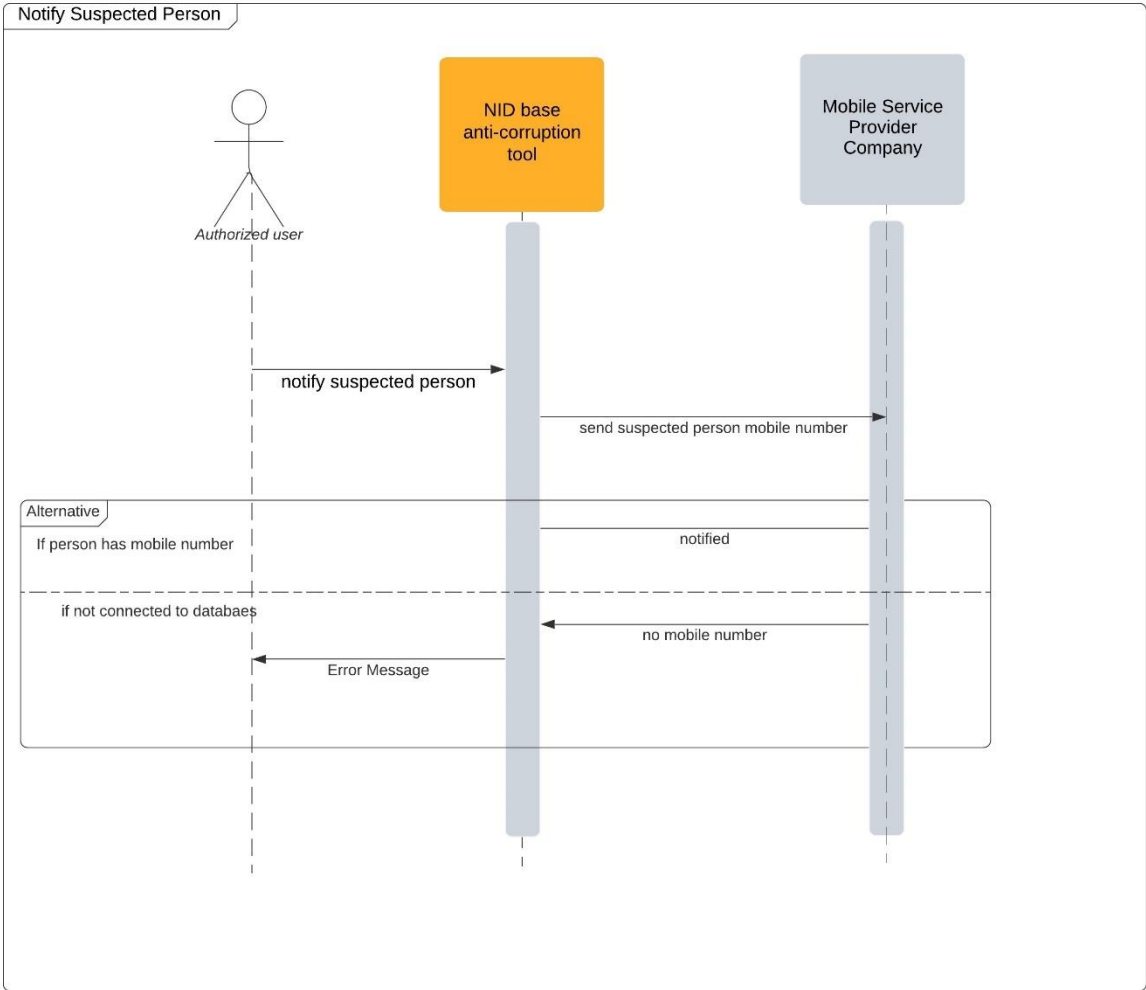 Notify Suspected Person
NID base
anti-corruption
tool
Mobile Service
Provider
Company
Authorized user
notify suspected person
send suspected person mobile number
Alternative
If person has mobile number
notified
if not connected to databaes
no mobile number
Error Message